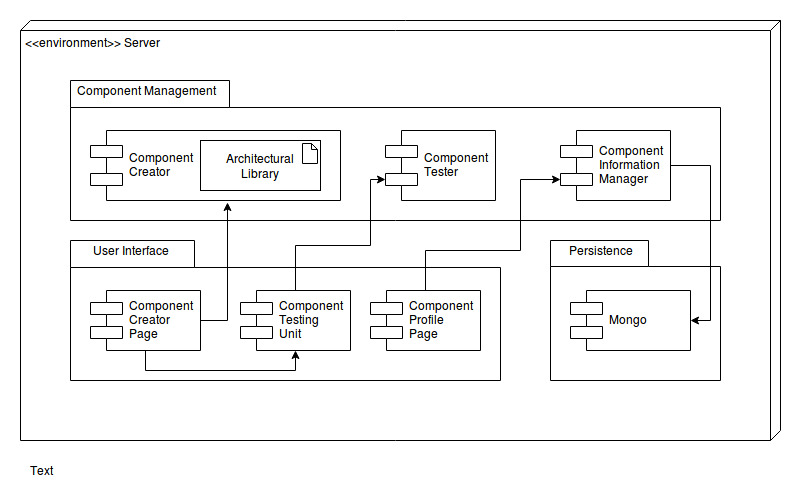 <<environment>> Server
Component Management
Component
Creator
Architectural
Library
Component
Tester
Component
Information
Manager
User Interface
Persistence
Component
Creator
Page
Component
Testing
Unit
Component
Profile
Page
Mongo
Text